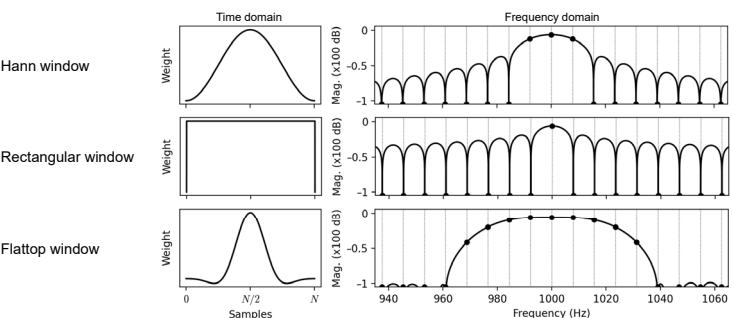 Time domain
Frequency domain
Hann window
Weight
Mag. (x100 dB)
0
−0.5
−1
Rectangular window
Weight
Mag. (x100 dB)
0
−0.5
−1
Flattop window
Weight
Mag. (x100 dB)
0
−0.5
−1
0 N/2 N
Samples
940 960 980 1000 1020 1040 1060
Frequency (Hz)